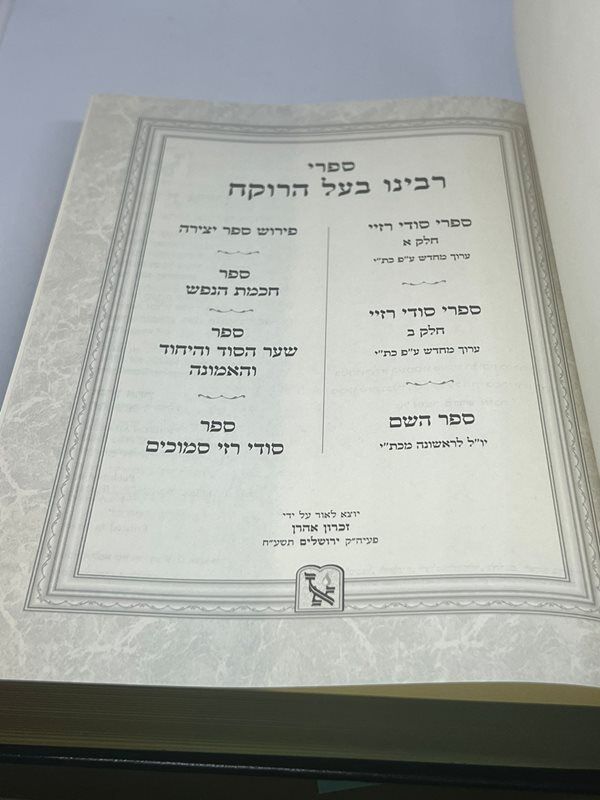 ספרי
רבינו בעל הרוקח
ספרי סודי רזיי
חלק א
ערוך מחדש ע"פ כת"י
ספרי סודי רזיי
חלק ב
ערוך מחדש ע"פ כת"י
ספר השם
יו"ל לראשונה מכת"י
פירוש ספר יצירה
ספר
חכמת הנפש
ספר
שער הסוד והיחוד
והאמונה
ספר
סודי רזי סמוכים
יוצא לאור על ידי
זכרון אהרן
פעיה"ק ירושלים תשע"ח